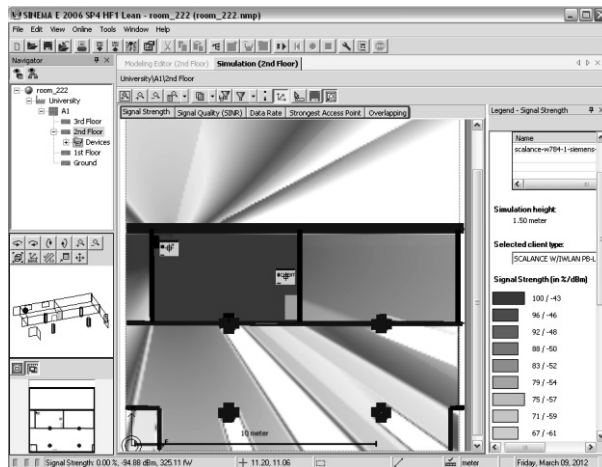 SINEMA E 2006 SP4 HF1 Lean - room_222 (room_222.nmp)
File Edit View Online Tools Window Help
Navigator
Modeling Editor (2nd Floor) Simulation (2nd Floor)
University\A1\2nd Floor
room_222
University
A1
3rd Floor
2nd Floor
Devices
1st Floor
Ground
Signal Strength Signal Quality (SINR) Data Rate Strongest Access Point Overlapping
10 meter
Legend - Signal Strength
Name
scalance-w784-1-siemens-
Simulation height:
1.50 meter
Selected client type:
SCALANCE W/IWLAN PB-L
Signal Strength (in %/dBm)
100 / -43
96 / -46
92 / -48
88 / -50
83 / -52
79 / -54
75 / -57
71 / -59
67 / -61
Signal Strength: 0.00 %, -94.88 dBm, 325.11 fW
11.20, 11.06
meter
Friday, March 09, 2012